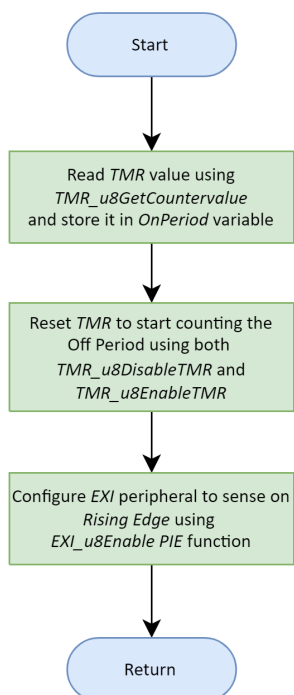 Start
Read TMR value using
TMR_u8GetCountervalue
and store it in OnPeriod variable
Reset TMR to start counting the
Off Period using both
TMR_u8DisableTMR and
TMR_u8EnableTMR
Configure EXI peripheral to sense on
Rising Edge using
EXI_u8Enable PIE function
Return